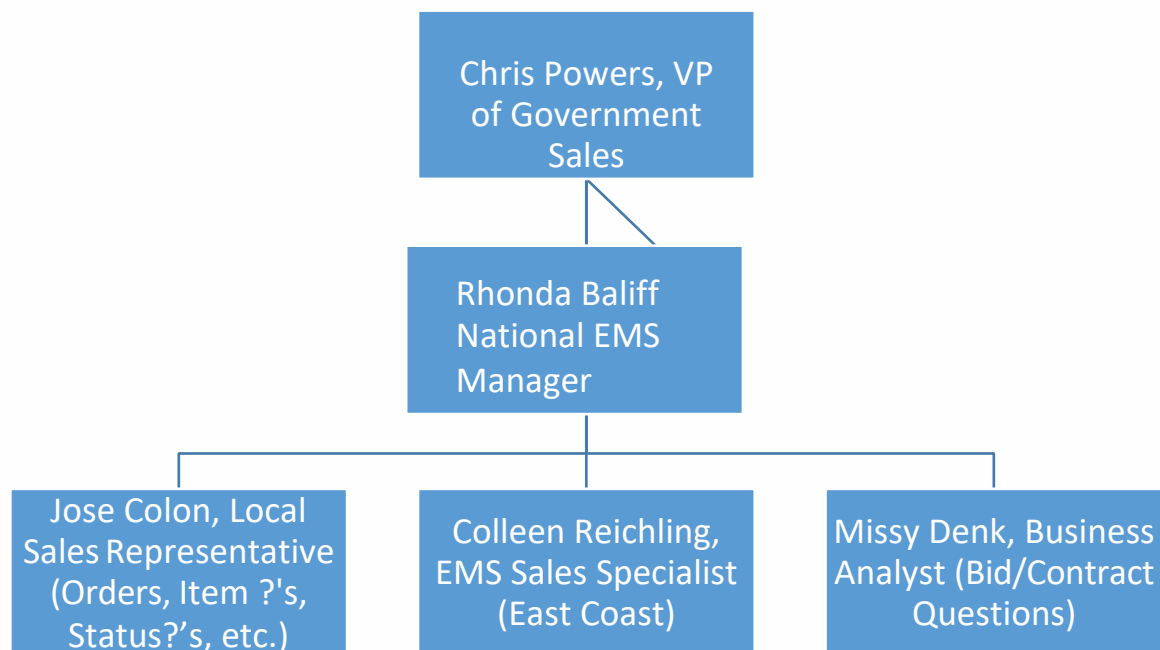 Chris Powers, VP
of Government
Sales
Rhonda Baliff
National EMS
Manager
Jose Colon, Local
Sales Representative
(Orders, Item ?'s,
Status?’s, etc.)
Colleen Reichling,
EMS Sales Specialist
(East Coast)
Missy Denk, Business
Analyst (Bid/Contract
Questions)